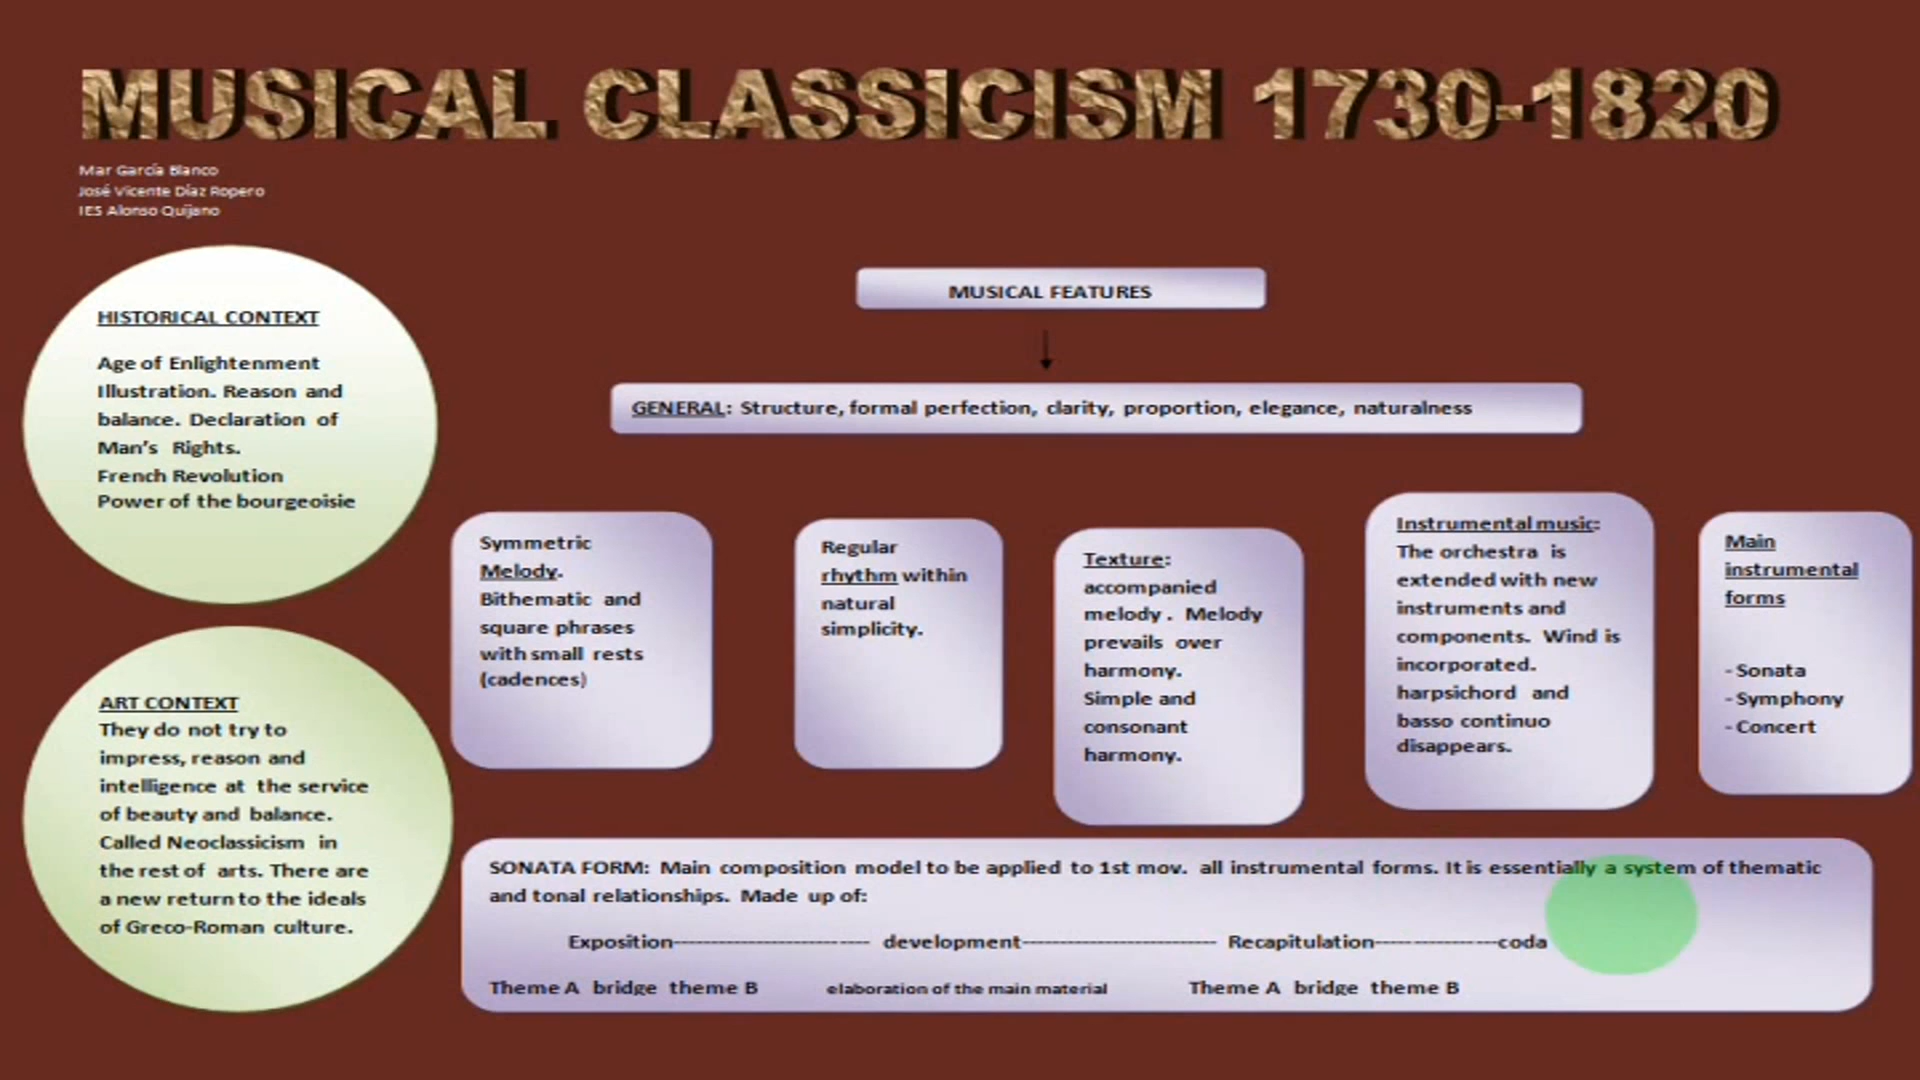 MUSICAL CLASSICISM 1730-1820
Mar García Blanco
José Vicente Díaz Ropero
IES Alonso Quijano
HISTORICAL CONTEXT
Age of Enlightenment
Illustration. Reason and
balance. Declaration of
Man's Rights.
French Revolution
Power of the bourgeoisie
ART CONTEXT
They do not try to
impress, reason and
intelligence at the service
of beauty and balance.
Called Neoclassicism in
the rest of arts. There are
a new return to the ideals
of Greco-Roman culture.
MUSICAL FEATURES
GENERAL: Structure, formal perfection, clarity, proportion, elegance, naturalness
Symmetric
Melody.
Bithematic and
square phrases
with small rests
(cadences)
Regular
rhythm within
natural
simplicity.
Texture:
accompanied
melody. Melody
prevails over
harmony.
Simple and
consonant
harmony.
Instrumental music:
The orchestra is
extended with new
instruments and
components. Wind is
incorporated.
harpsichord and
basso continuo
disappears.
Main
instrumental
forms
- Sonata
- Symphony
- Concert
SONATA FORM: Main composition model to be applied to 1st mov. all instrumental forms. It is essentially a system of thematic
and tonal relationships. Made up of:
Exposition------------------------- development------------------------- Recapitulation----------------coda
Theme A bridge theme B elaboration of the main material Theme A bridge theme B